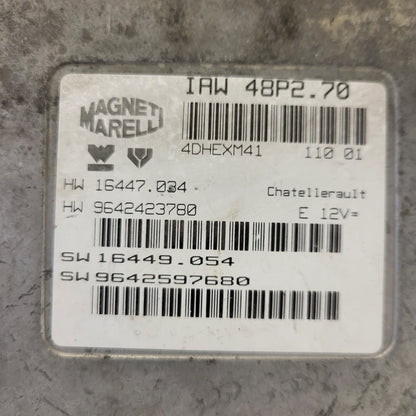 IAW 48P2.70
MAGNETI
MARELLI
4DHEXM41 110 01
HW 16447.034 Chatellerault
HW 9642423780 E 12V=
SW 16449.054
SW 9642597680